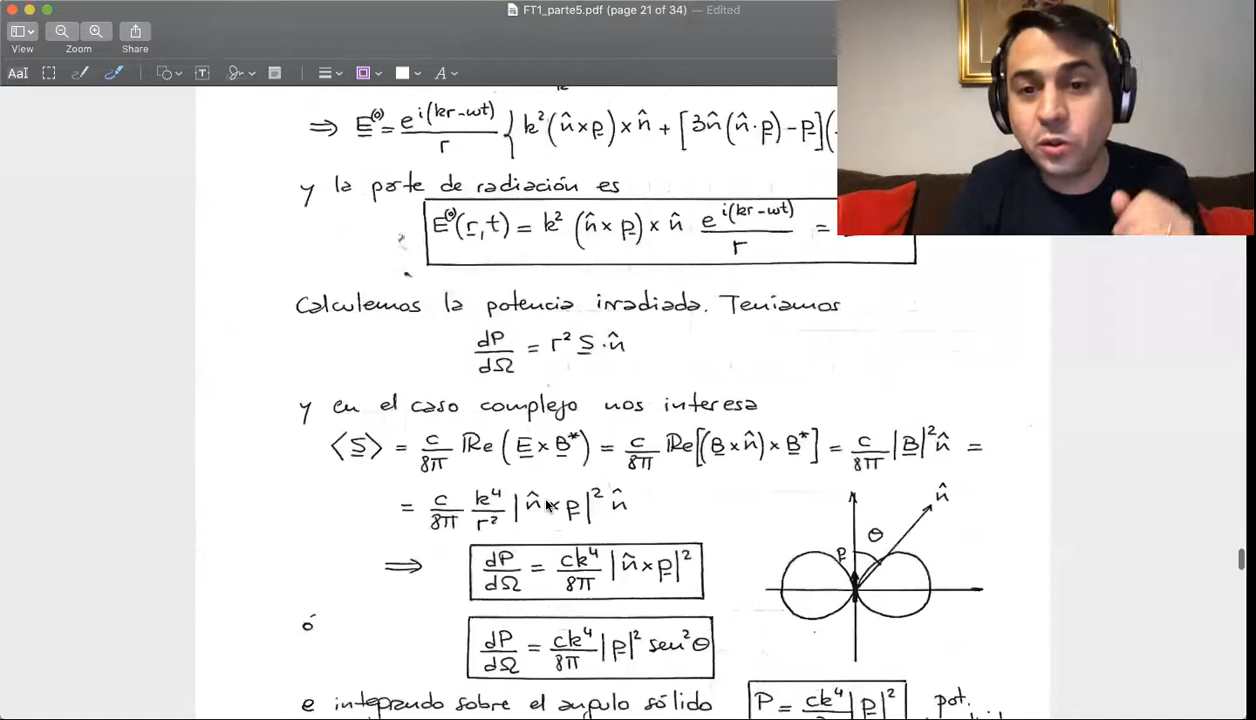 FT1_parte5.pdf (page 21 of 34) — Edited
View Zoom Share
AaI T A
⇒ E^(0) = e^{i(kr-ωt)} / r { k² (n̂ × p) × n̂ + [3n̂ (n̂ · p) - p] (
y la parte de radiación es
E^(0)(r, t) = k² (n̂ × p) × n̂ e^{i(kr-ωt)} / r =
Calculemos la potencia irradiada. Teníamos
dP/dΩ = r² S · n̂
y en el caso complejo nos interesa
⟨S⟩ = c/8π Re (E × B*) = c/8π Re[(B × n̂) × B*] = c/8π |B|² n̂ =
= c/8π k⁴/r² |n̂ × p|² n̂
n̂
θ
p
⇒ dP/dΩ = ck⁴/8π |n̂ × p|²
ó
dP/dΩ = ck⁴/8π |p|² sen²θ
e integrando sobre el ángulo sólido P = ck⁴ |p|² pot.